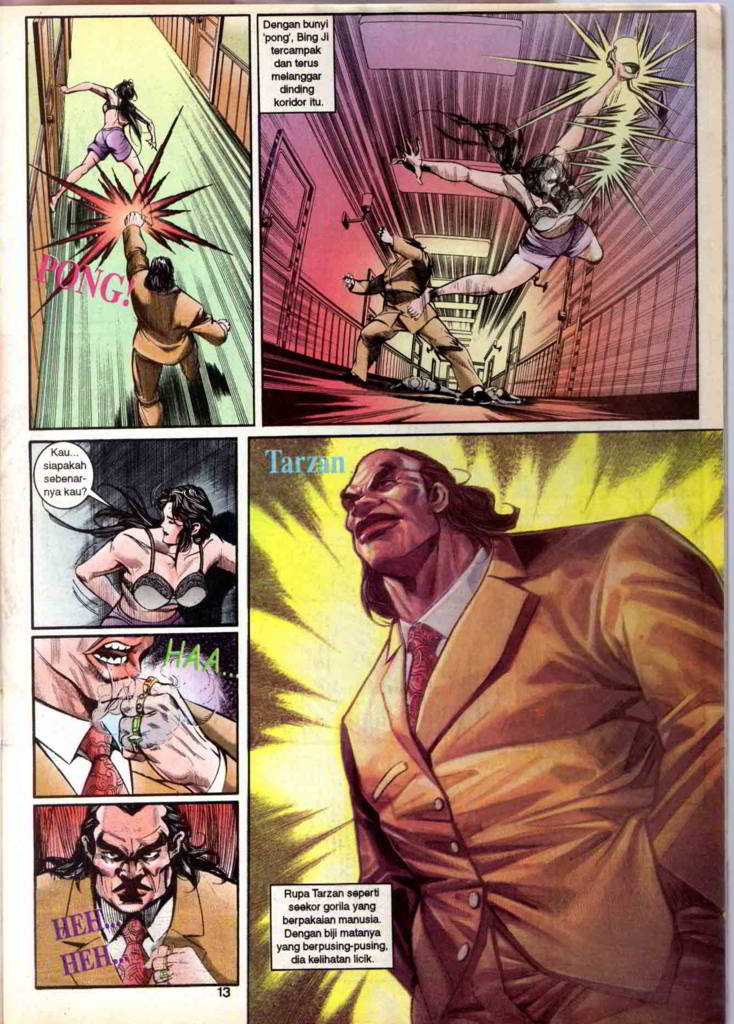 Dengan bunyi
'pong', Bing Ji
tercampak
dan terus
melanggar
dinding
koridor itu.
PONG!
Kau...
siapakah
sebenar-
nya kau?
Tarzan
HAA...
HEH...
HEH...
Rupa Tarzan seperti
seekor gorila yang
berpakaian manusia.
Dengan biji matanya
yang berpusing-pusing,
dia kelihatan licik.
13